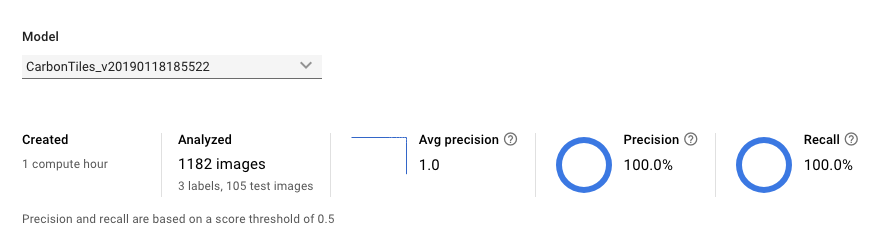 Model
CarbonTiles_v20190118185522
Created
1 compute hour
Analyzed
1182 images
3 labels, 105 test images
Avg precision ?
1.0
Precision ?
100.0%
Recall ?
100.0%
Precision and recall are based on a score threshold of 0.5